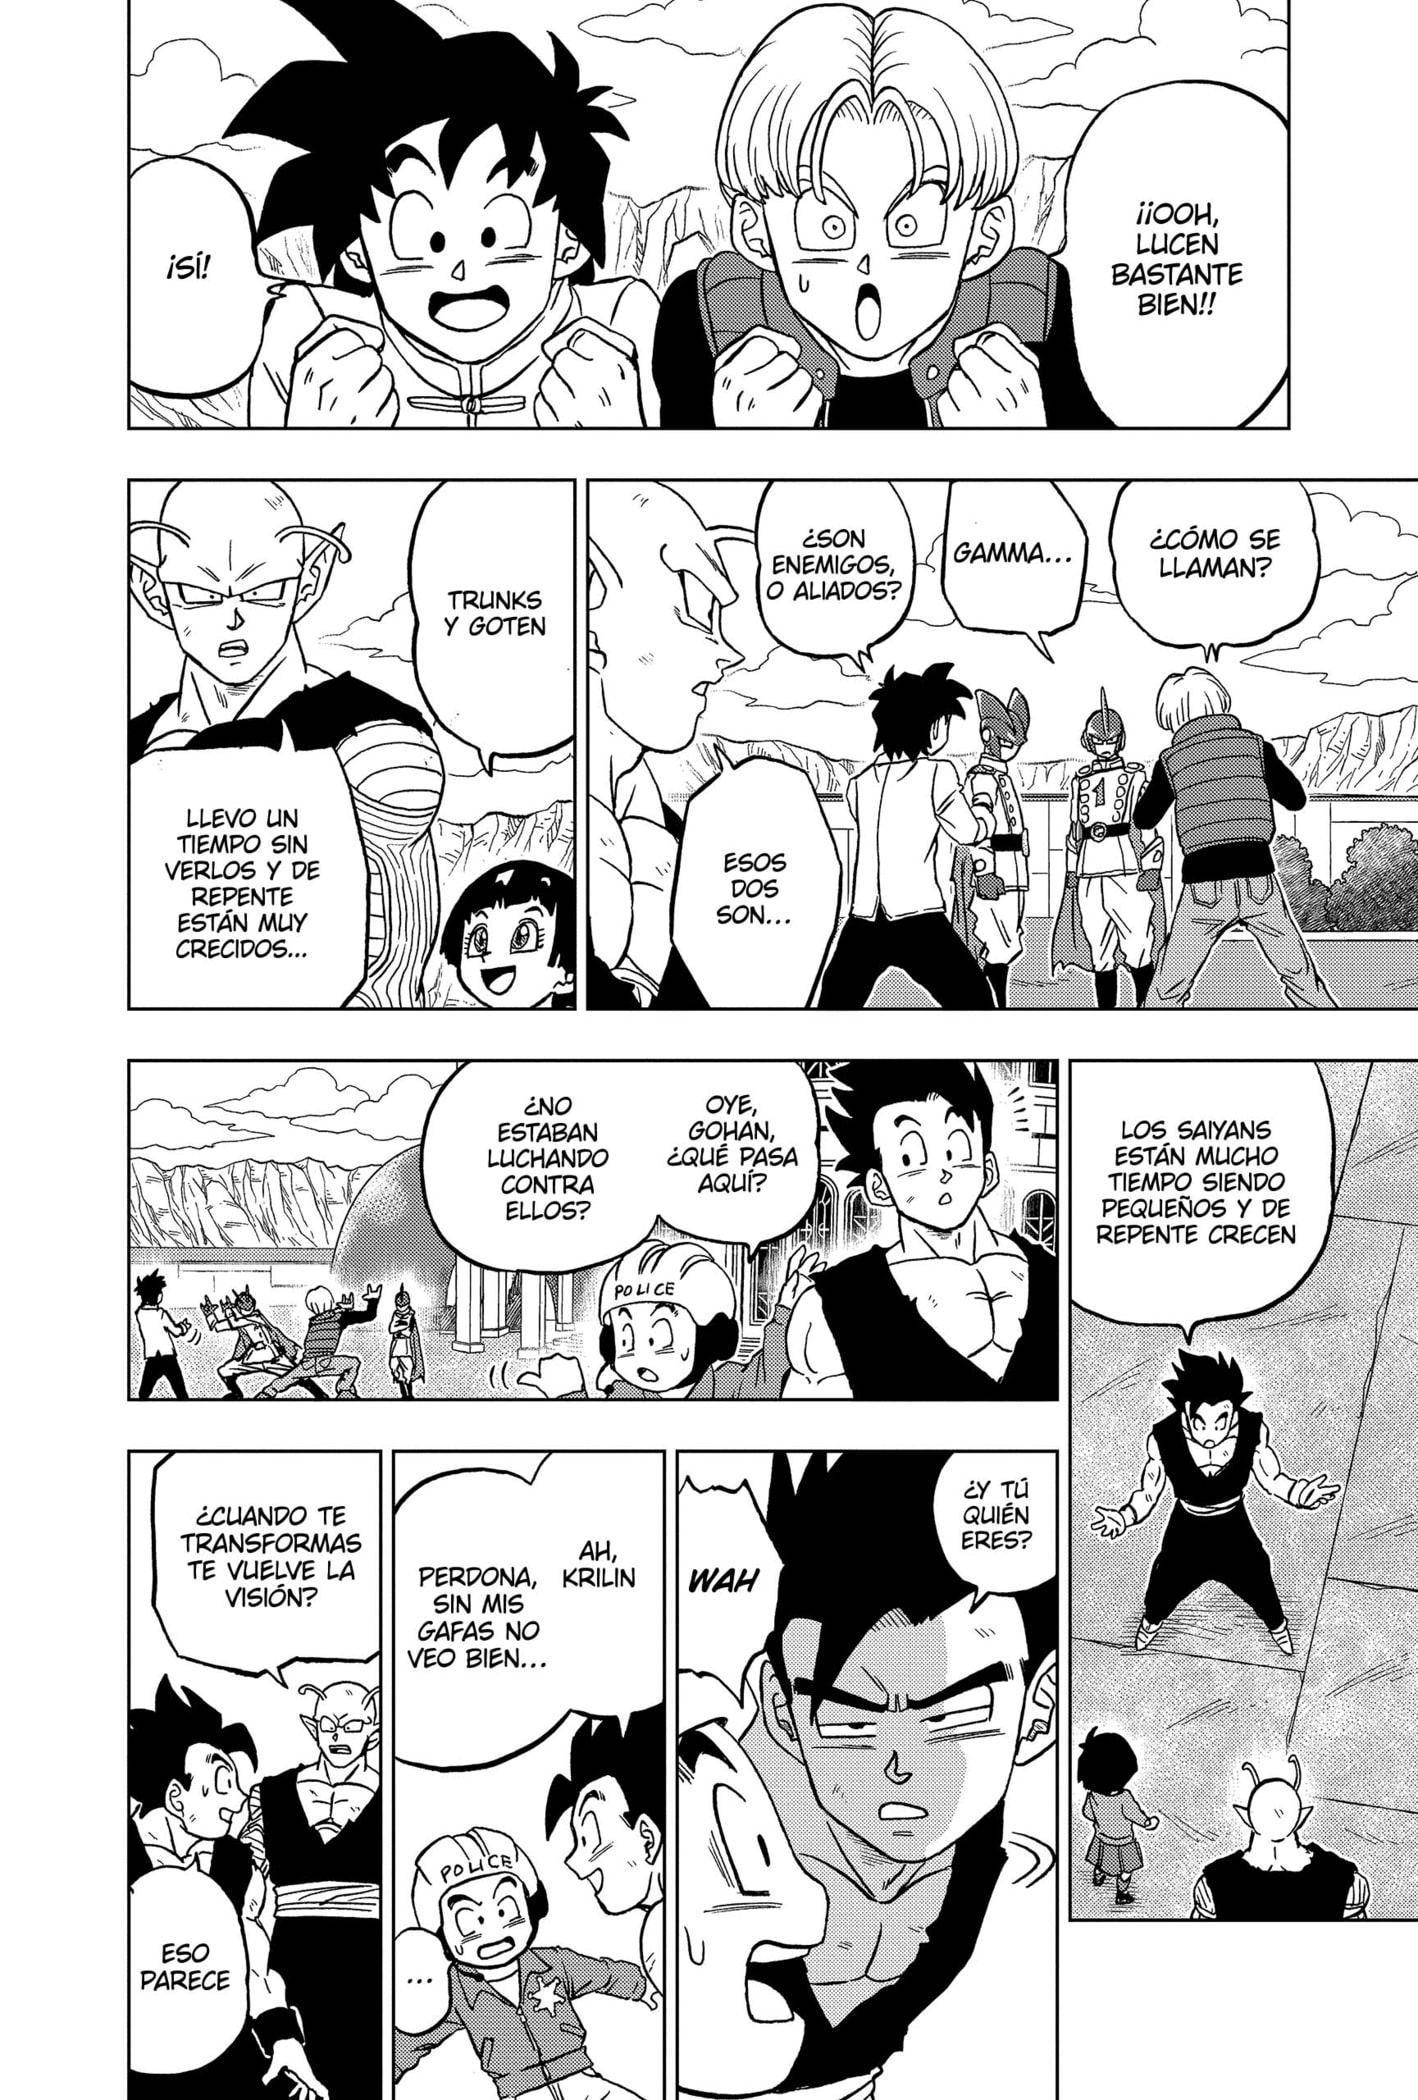 ¡¡OOH,
LUCEN
BASTANTE
BIEN!!
¡SÍ!
¿CÓMO SE
LLAMAN?
GAMMA...
¿SON
ENEMIGOS,
O ALIADOS?
1
ESOS
DOS
SON...
TRUNKS
Y GOTEN
LLEVO UN
TIEMPO SIN
VERLOS Y DE
REPENTE
ESTÁN MUY
CRECIDOS...
LOS SAIYANS
ESTÁN MUCHO
TIEMPO SIENDO
PEQUEÑOS Y DE
REPENTE CRECEN
OYE,
GOHAN,
¿QUÉ PASA
AQUÍ?
¿NO
ESTABAN
LUCHANDO
CONTRA
ELLOS?
POLICE
¿Y TÚ
QUIÉN
ERES?
WAH
AH,
KRILIN
PERDONA,
SIN MIS
GAFAS NO
VEO BIEN...
POLICE
...
¿CUANDO TE
TRANSFORMAS
TE VUELVE LA
VISIÓN?
ESO
PARECE